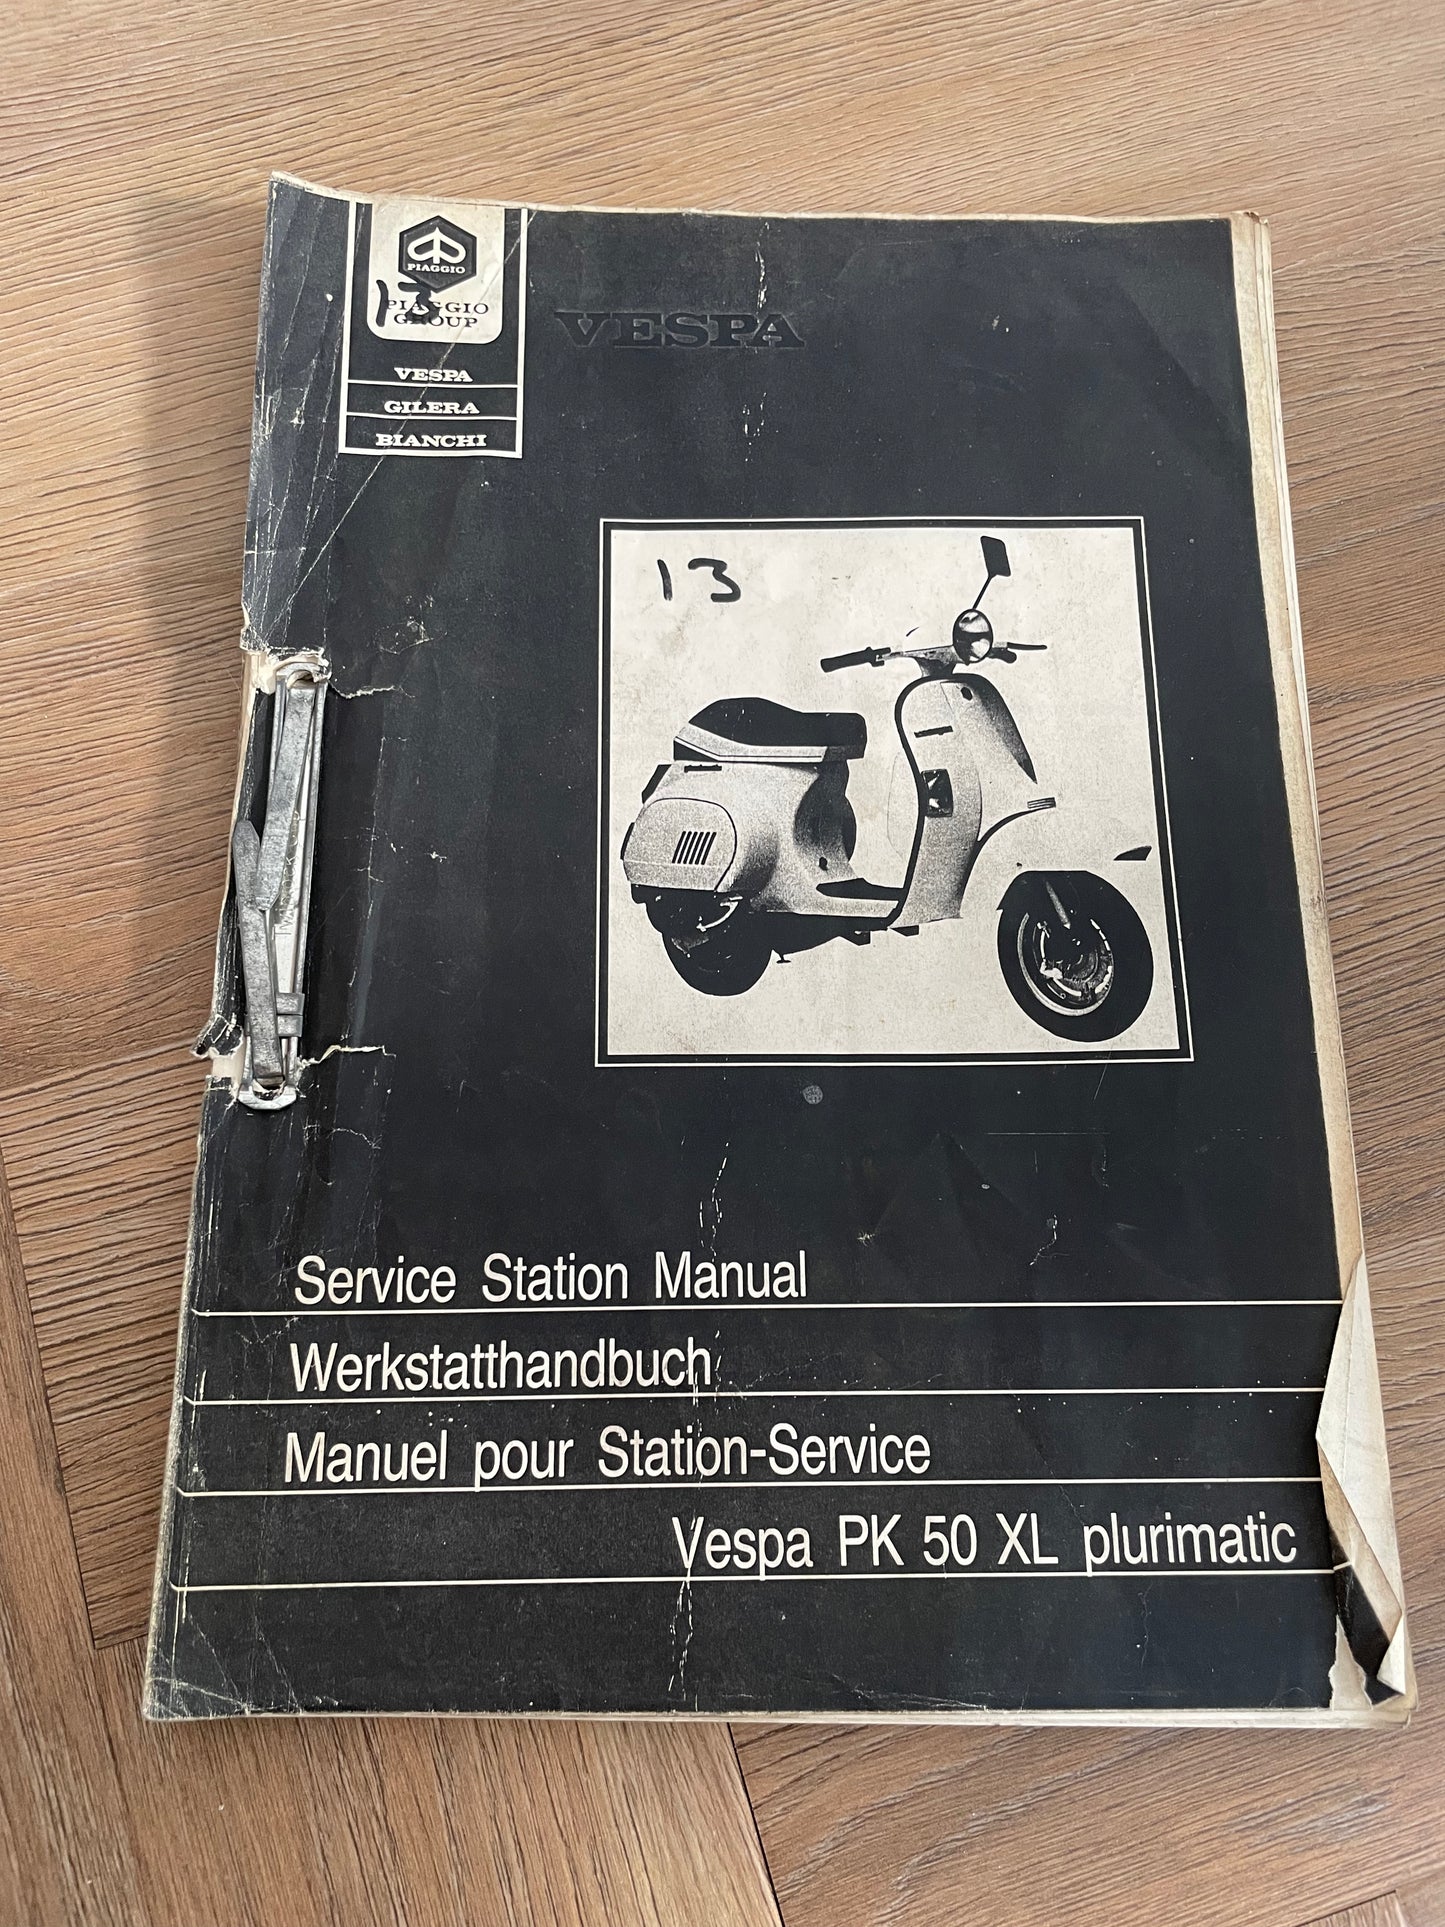 PIAGGIO
13
PIAGGIO
GROUP
VESPA
GILERA
BIANCHI
VESPA
13
Service Station Manual
Werkstatthandbuch
Manuel pour Station-Service
Vespa PK 50 XL plurimatic